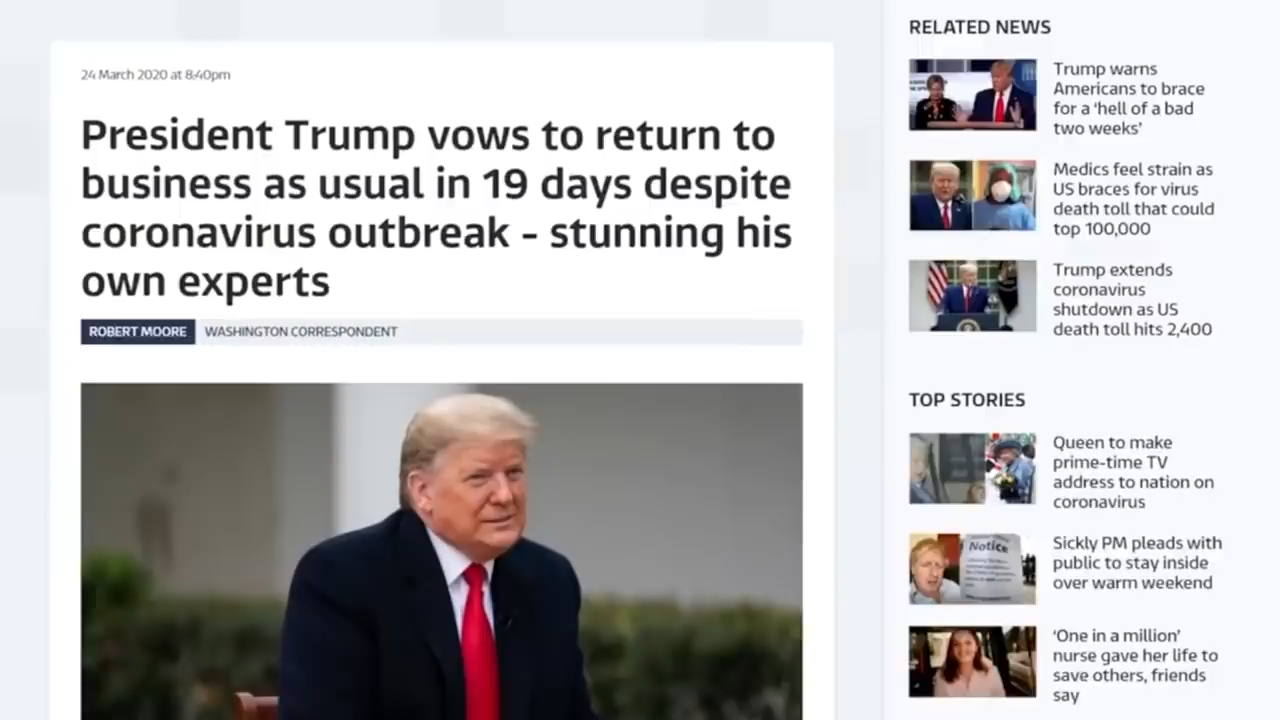 24 March 2020 at 8:40pm
President Trump vows to return to
business as usual in 19 days despite
coronavirus outbreak - stunning his
own experts
ROBERT MOORE WASHINGTON CORRESPONDENT
RELATED NEWS
Trump warns
Americans to brace
for a ‘hell of a bad
two weeks’
Medics feel strain as
US braces for virus
death toll that could
top 100,000
Trump extends
coronavirus
shutdown as US
death toll hits 2,400
TOP STORIES
Queen to make
prime-time TV
address to nation on
coronavirus
Notice
Sickly PM pleads with
public to stay inside
over warm weekend
‘One in a million’
nurse gave her life to
save others, friends
say